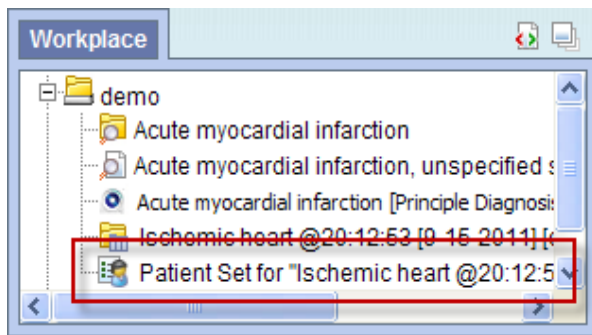 Workplace
demo
Acute myocardial infarction
Acute myocardial infarction, unspecified s
Acute myocardial infarction [Principle Diagnosis
Ischemic heart @20:12:53 [9-15-2011] [
Patient Set for "Ischemic heart @20:12:5